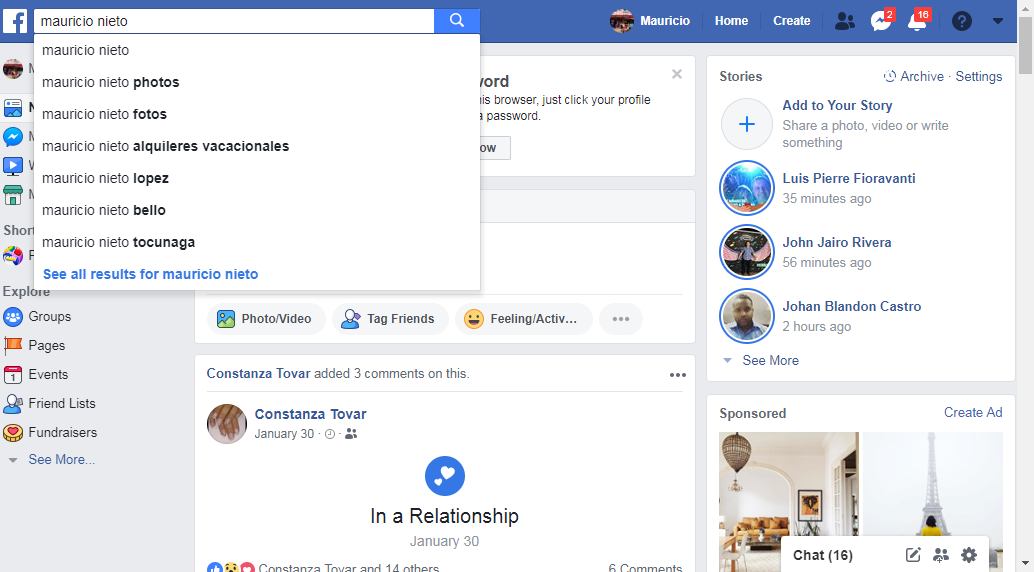 f
mauricio nieto
Mauricio
Home
Create
2
16
mauricio nieto
mauricio nieto photos
mauricio nieto fotos
mauricio nieto alquileres vacacionales
mauricio nieto lopez
mauricio nieto bello
mauricio nieto tocunaga
See all results for mauricio nieto
his browser, just click your profile
a password.
Explore
Groups
Pages
1
Events
Friend Lists
Fundraisers
See More...
Photo/Video
Tag Friends
Feeling/Activ...
Constanza Tovar added 3 comments on this.
Constanza Tovar
January 30
In a Relationship
January 30
Constanza Tovar and 14 others
6 Comments
Stories
Archive · Settings
Add to Your Story
Share a photo, video or write
something
Luis Pierre Fioravanti
35 minutes ago
John Jairo Rivera
56 minutes ago
Johan Blandon Castro
2 hours ago
See More
Sponsored
Create Ad
Chat (16)